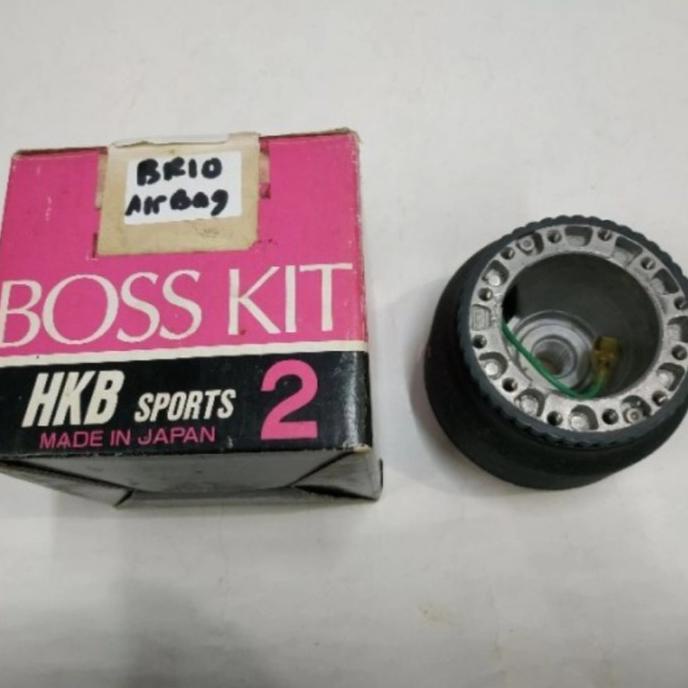 BRIO
AirBag
BOSS KIT
HKB SPORTS 2
MADE IN JAPAN